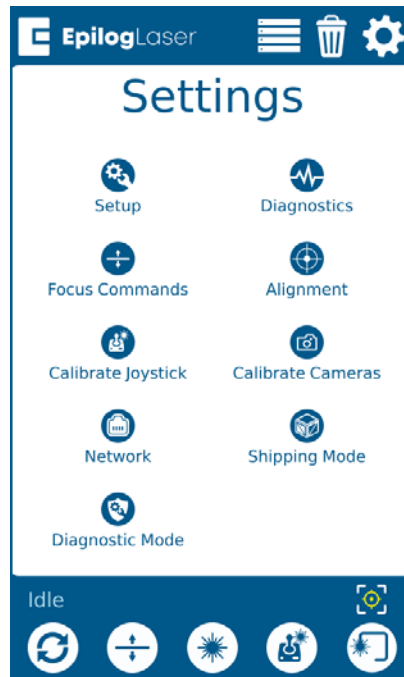 EpilogLaser
Settings
Setup
Diagnostics
Focus Commands
Alignment
Calibrate Joystick
Calibrate Cameras
Network
Shipping Mode
Diagnostic Mode
Idle